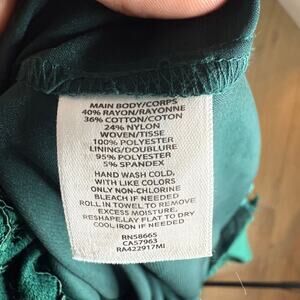 MAIN BODY/CORPS
40% RAYON/RAYONNE
36% COTTON/COTON
24% NYLON
WOVEN/TISSE
100% POLYESTER
LINING/DOUBLURE
95% POLYESTER
5% SPANDEX
HAND WASH COLD,
WITH LIKE COLORS
ONLY NON-CHLORINE
BLEACH IF NEEDED
ROLL IN TOWEL TO REMOVE
EXCESS MOISTURE,
RESHAPE,LAY FLAT TO DRY
COOL IRON IF NEEDED
RN58665
CA57963
RA422917MI